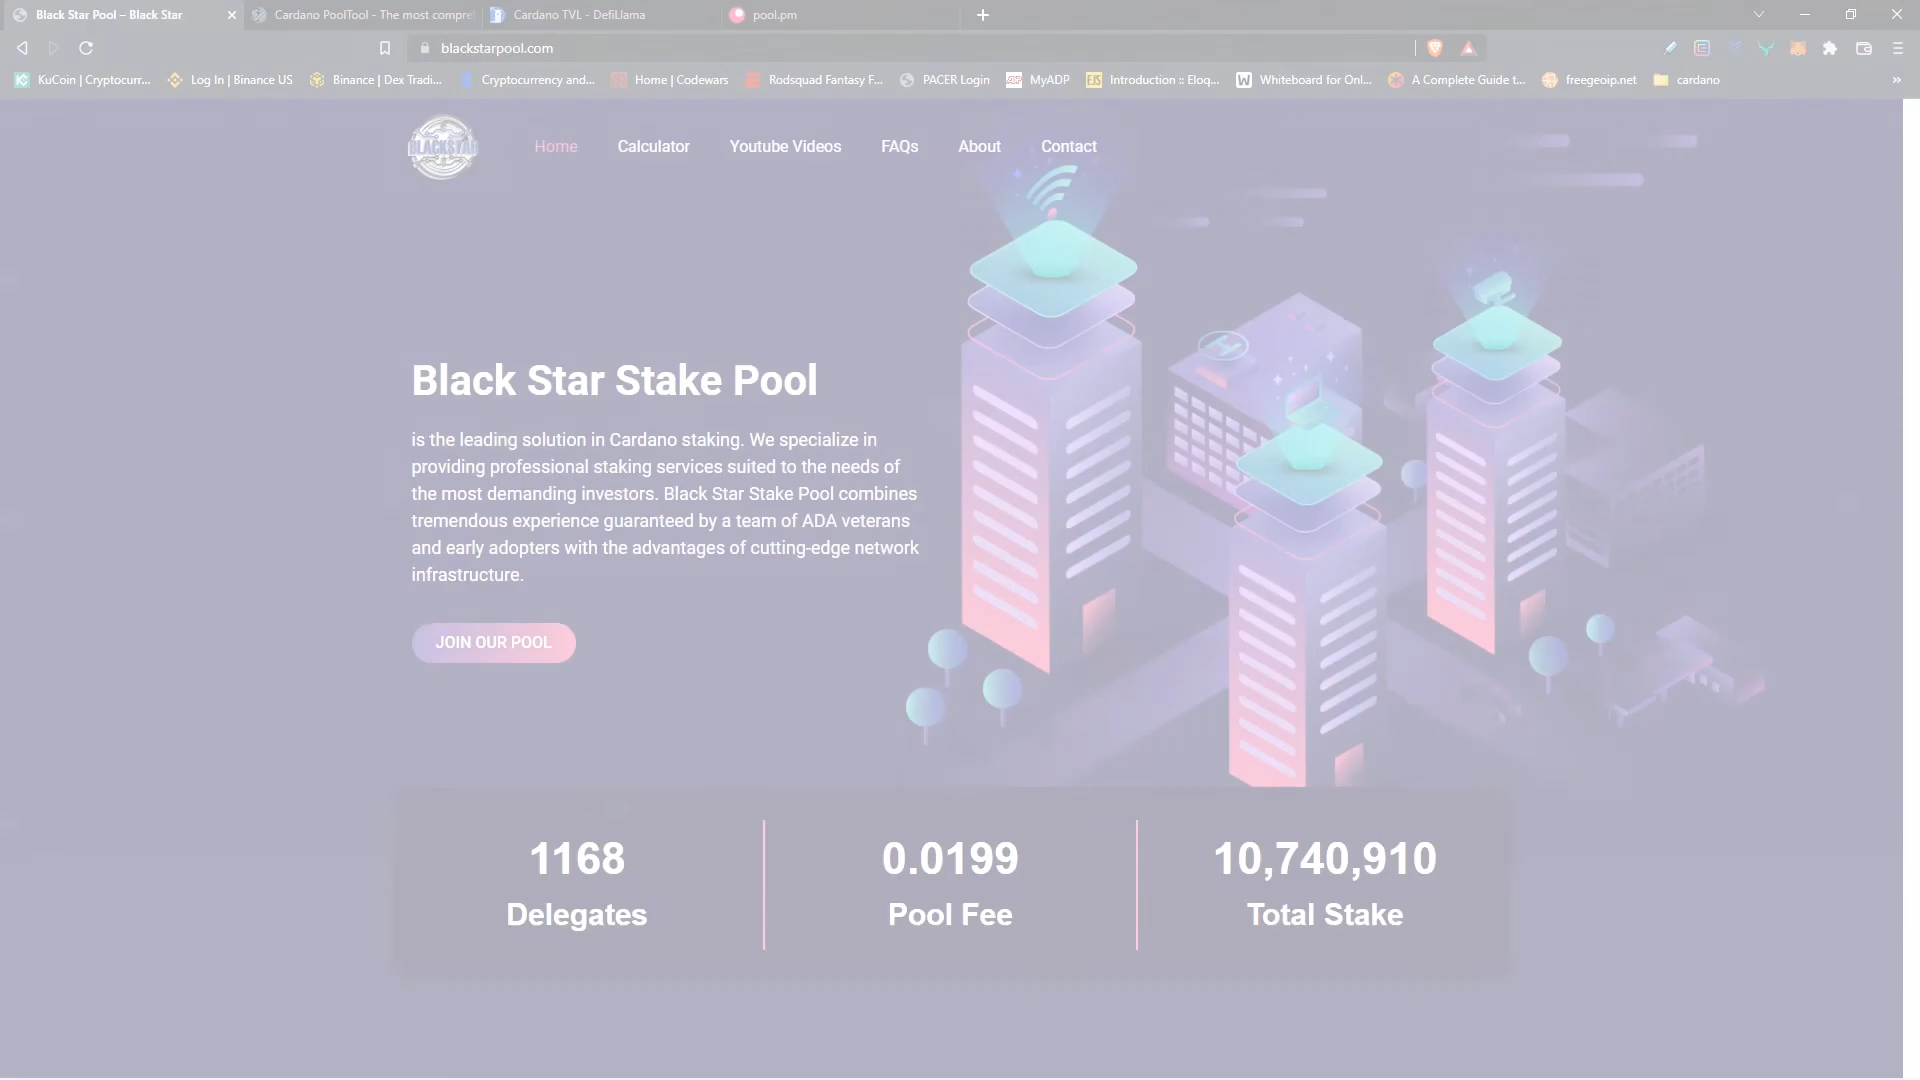 Black Star Pool – Black Star
Cardano PoolTool - The most compre
Cardano TVL - DefiLlama
pool.pm
blackstarpool.com
KuCoin | Cryptocurr...
Log In | Binance US
Binance | Dex Tradi...
Cryptocurrency and...
Home | Codewars
Rodsquad Fantasy F...
PACER Login
MyADP
Introduction :: Eloq...
Whiteboard for Onl...
A Complete Guide t...
freegeoip.net
cardano
BLACKSTAR
Home
Calculator
Youtube Videos
FAQs
About
Contact
Black Star Stake Pool
is the leading solution in Cardano staking. We specialize in
providing professional staking services suited to the needs of
the most demanding investors. Black Star Stake Pool combines
tremendous experience guaranteed by a team of ADA veterans
and early adopters with the advantages of cutting-edge network
infrastructure.
JOIN OUR POOL
1168
Delegates
0.0199
Pool Fee
10,740,910
Total Stake